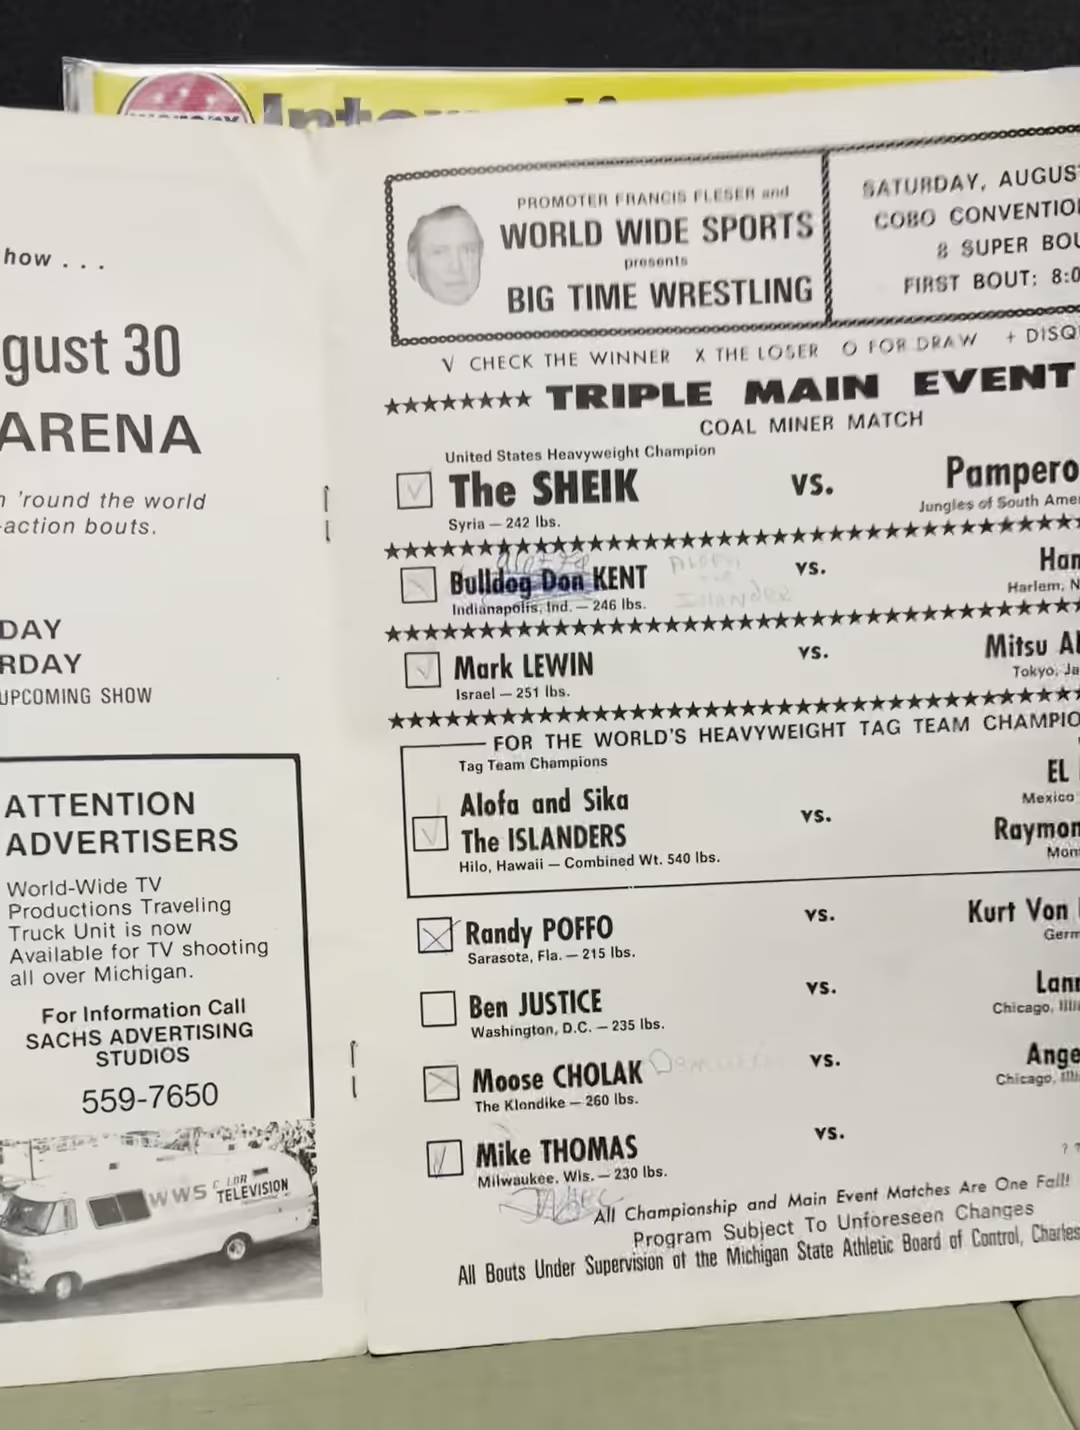 how . . .
gust 30
ARENA
'round the world
-action bouts.
DAY
RDAY
UPCOMING SHOW
ATTENTION
ADVERTISERS
World-Wide TV
Productions Traveling
Truck Unit is now
Available for TV shooting
all over Michigan.
For Information Call
SACHS ADVERTISING
STUDIOS
559-7650
WWS COLOR
TELEVISION
PROMOTER FRANCIS FLESER and
WORLD WIDE SPORTS
presents
BIG TIME WRESTLING
SATURDAY, AUGUS
COBO CONVENTIO
8 SUPER BOU
FIRST BOUT: 8:0
√ CHECK THE WINNER X THE LOSER O FOR DRAW + DISQ
★★★★★★★★ TRIPLE MAIN EVENT
COAL MINER MATCH
United States Heavyweight Champion
The SHEIK vs. Pampero
Syria — 242 lbs. Jungles of South Ame
Bulldog Don KENT vs. Han
Indianapolis, Ind. — 246 lbs. Harlem, N
Islander
Mark LEWIN vs. Mitsu A
Israel — 251 lbs. Tokyo, Ja
FOR THE WORLD'S HEAVYWEIGHT TAG TEAM CHAMPIO
Tag Team Champions
EL
Mexico
Alofa and Sika
The ISLANDERS vs. Raymon
Hilo, Hawaii — Combined Wt. 540 lbs. Mon
Randy POFFO vs. Kurt Von
Sarasota, Fla. — 215 lbs. Germ
Ben JUSTICE vs. Lann
Washington, D.C. — 235 lbs. Chicago, Illi
Moose CHOLAK vs. Ange
The Klondike — 260 lbs. Chicago, Illi
Mike THOMAS vs.
Milwaukee, Wis. — 230 lbs. ? ?
All Championship and Main Event Matches Are One Fall!
Program Subject To Unforeseen Changes
All Bouts Under Supervision of the Michigan State Athletic Board of Control, Charles